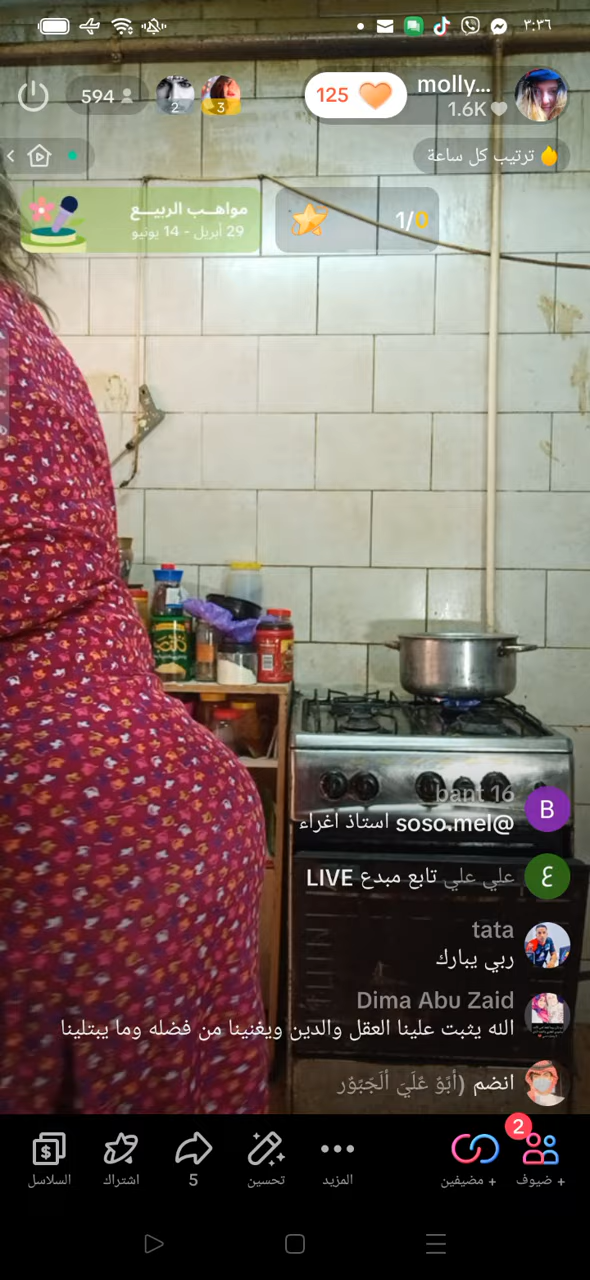 ٣:٣٦
594
2
3
125
molly...
1.6K
ترتيب كل ساعة
مواهب الربيع
29 أبريل - 14 يونيو
1/0
bant 16
@soso.mel استاذ اغراء
علي علي تابع مبدع LIVE
tata
ربي يبارك
Dima Abu Zaid
الله يثبت علينا العقل والدين ويغنينا من فضله وما يبتلينا
انضم (أبّوٌ عٌلَيَ ألَجّبّوٌر
2
+ ضيوف
+ مضيفين
المزيد
تحسين
5
اشتراك
السلاسل
B
ع